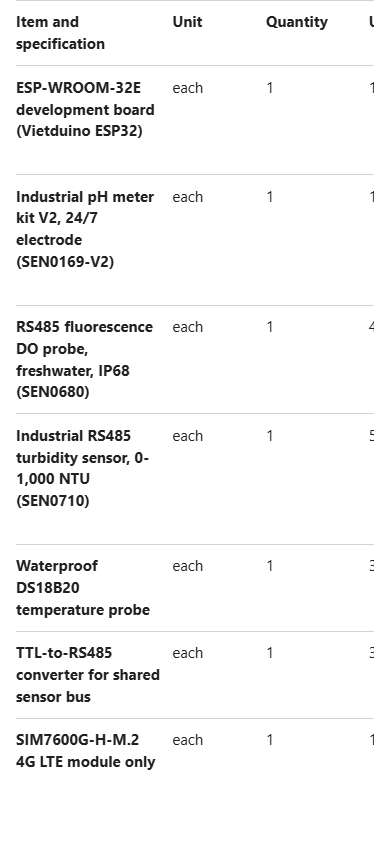 Item and specification Unit Quantity
ESP-WROOM-32E development board (Vietduino ESP32) each 1
Industrial pH meter kit V2, 24/7 electrode (SEN0169-V2) each 1
RS485 fluorescence DO probe, freshwater, IP68 (SEN0680) each 1
Industrial RS485 turbidity sensor, 0-1,000 NTU (SEN0710) each 1
Waterproof DS18B20 temperature probe each 1
TTL-to-RS485 converter for shared sensor bus each 1
SIM7600G-H-M.2 4G LTE module only each 1